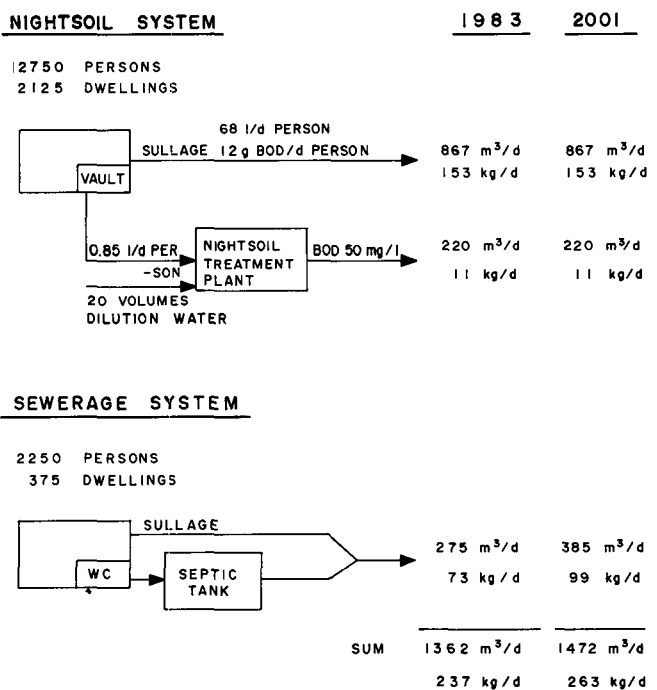 NIGHTSOIL SYSTEM 1983 2001
12750 PERSONS
2125 DWELLINGS
68 l/d PERSON
SULLAGE 12g BOD/d PERSON 867 m³/d 867 m³/d
VAULT 153 kg/d 153 kg/d
0.85 l/d PER
-SON
NIGHTSOIL
TREATMENT
PLANT
BOD 50 mg/l 220 m³/d 220 m³/d
11 kg/d 11 kg/d
20 VOLUMES
DILUTION WATER
SEWERAGE SYSTEM
2250 PERSONS
375 DWELLINGS
SULLAGE
275 m³/d 385 m³/d
WC
SEPTIC
TANK
73 kg/d 99 kg/d
SUM 1362 m³/d 1472 m³/d
237 kg/d 263 kg/d